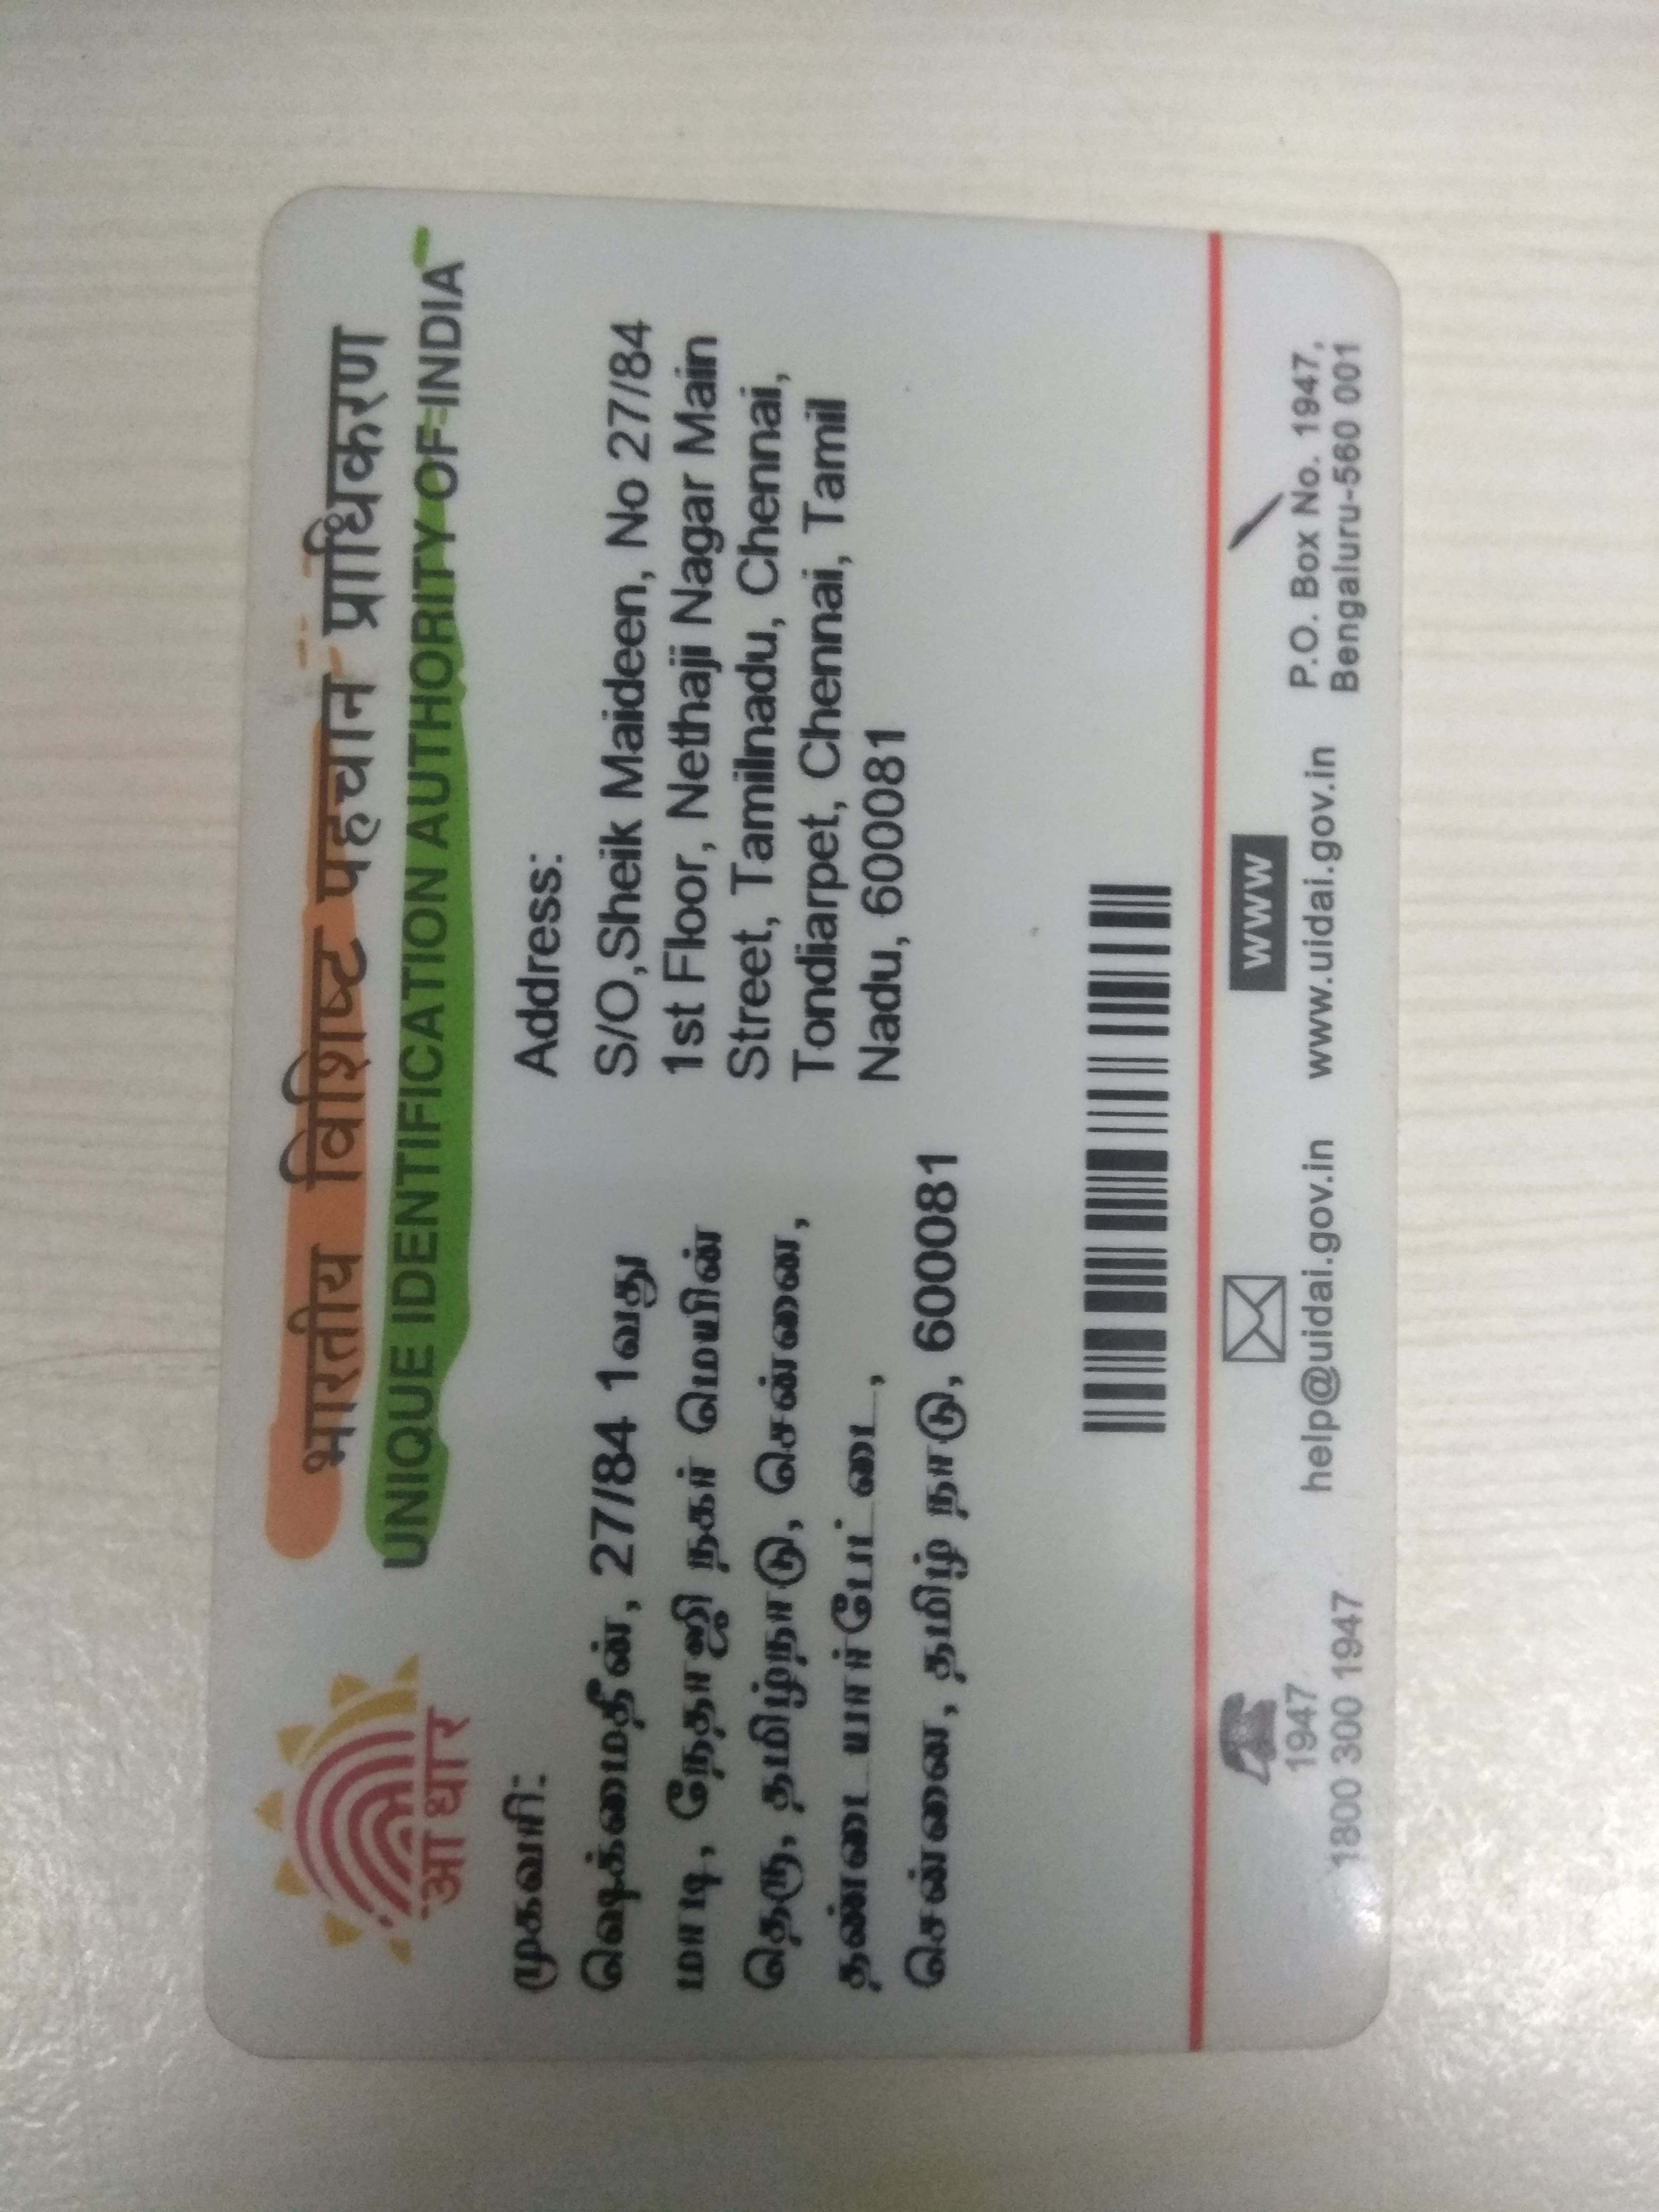 भारतीय विशिष्ट पहचान प्राधिकरण
UNIQUE IDENTIFICATION AUTHORITY OF INDIA
आधार
முகவரி:
ஷேக்மைதீன், 27/84 1வது
மாடி, நேதாஜி நகர் மெயின்
தெரு, தமிழ்நாடு, சென்னை,
தண்டையார்பேட்டை,
சென்னை, தமிழ் நாடு, 600081
Address:
S/O,Sheik Maideen, No 27/84
1st Floor, Nethaji Nagar Main
Street, Tamilnadu, Chennai,
Tondiarpet, Chennai, Tamil
Nadu, 600081
1947
1800 300 1947
help@uidai.gov.in
www
www.uidai.gov.in
P.O. Box No. 1947,
Bengaluru-560 001